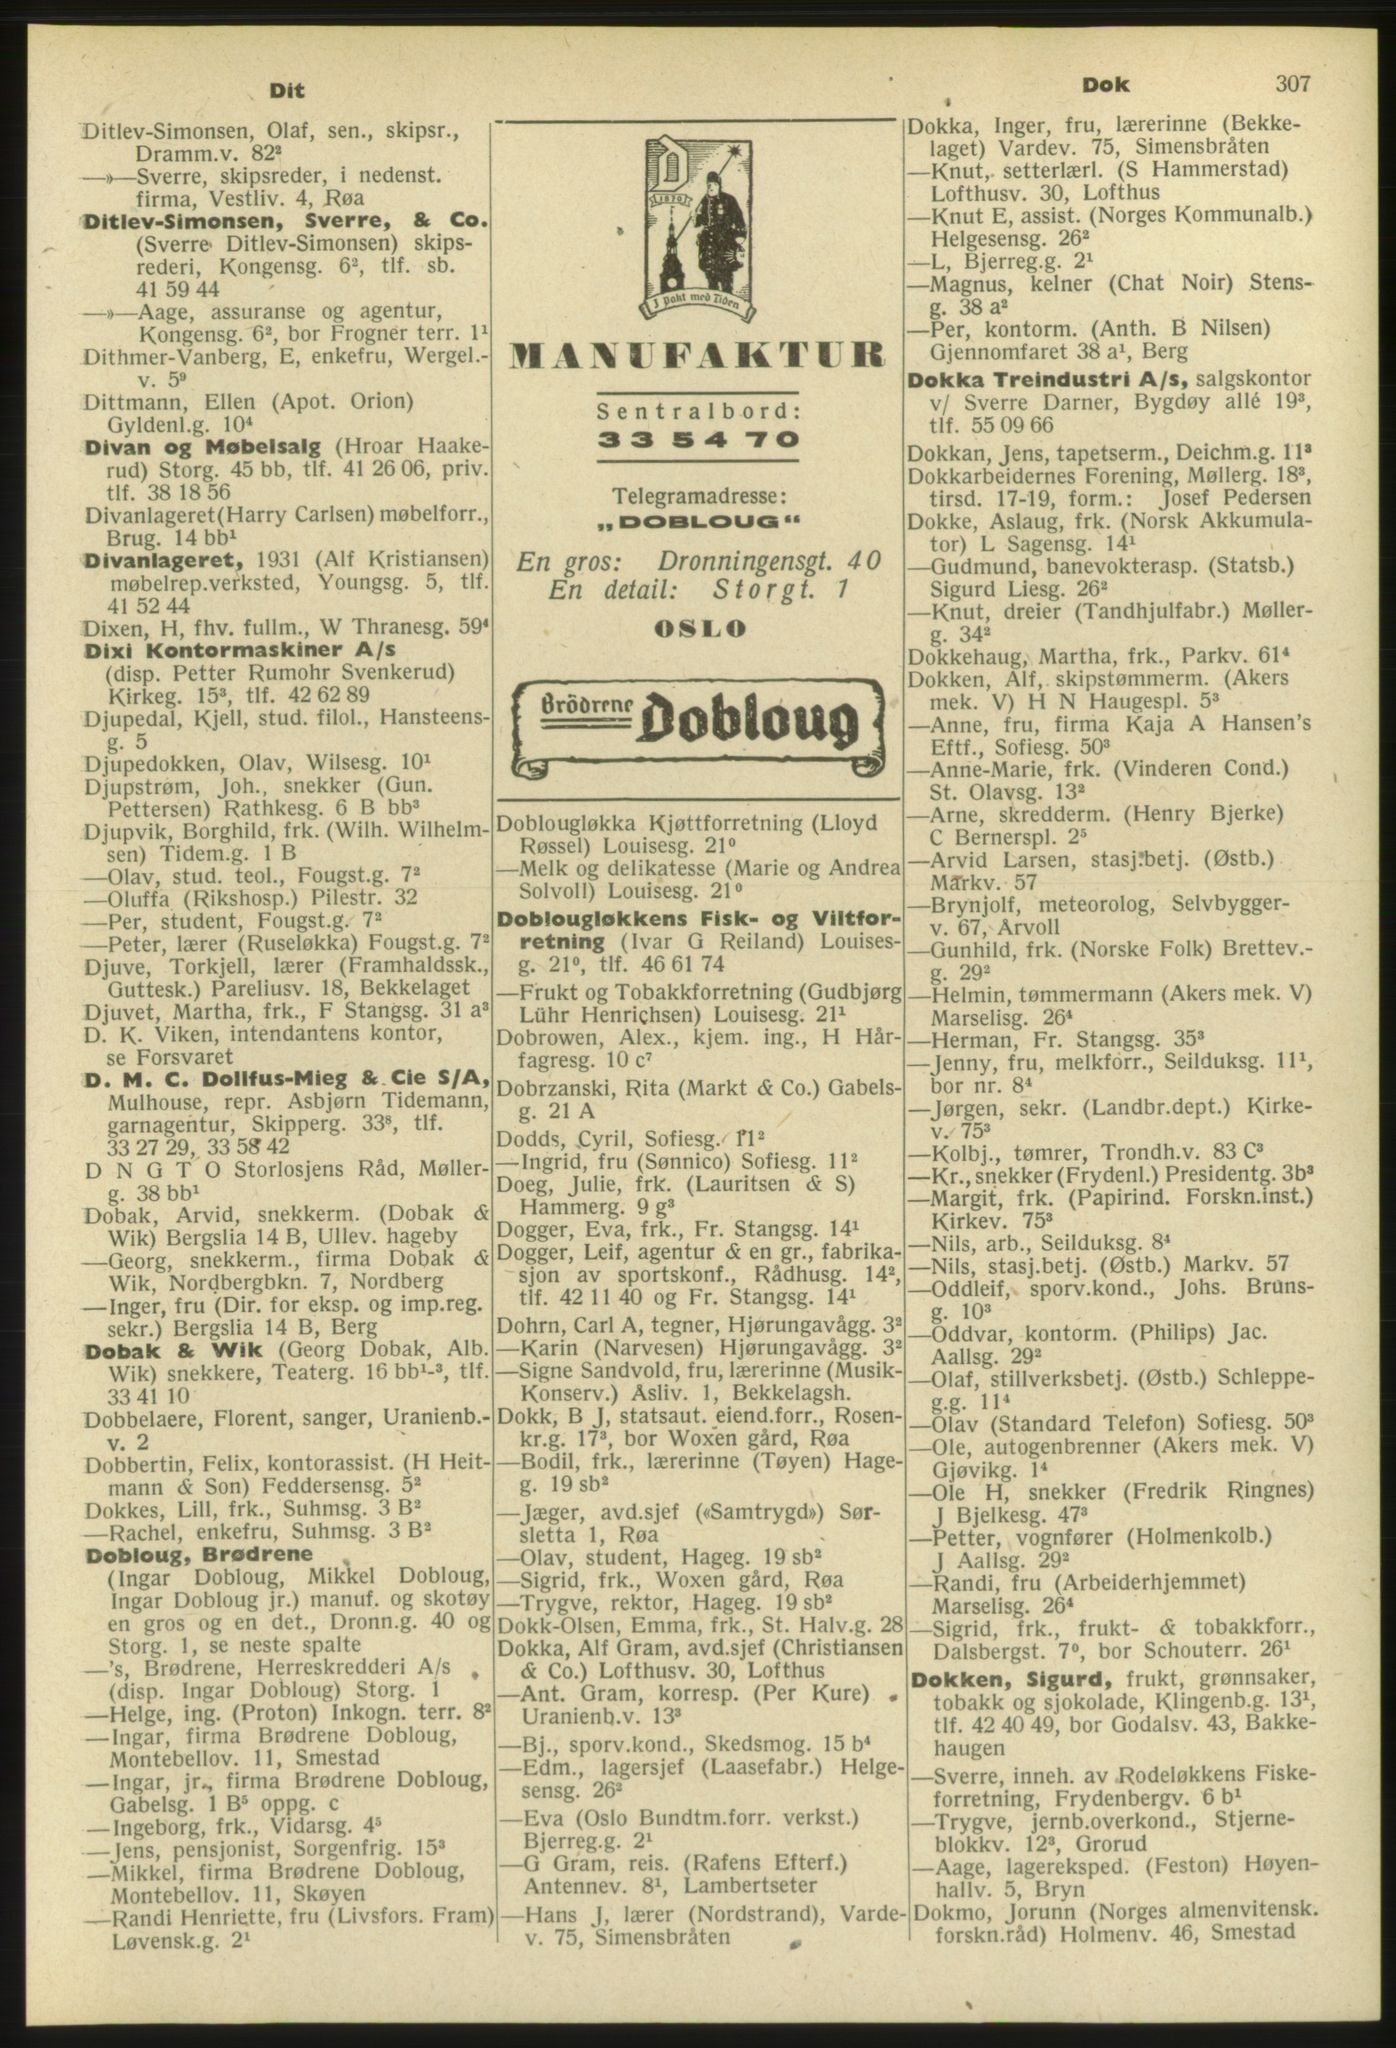 Dit
Dok
307
Ditlev-Simonsen, Olaf, sen., skipsr.,
Dramm.v. 82²
—»—Sverre, skipsreder, i nedenst.
firma, Vestliv. 4, Røa
Ditlev-Simonsen, Sverre, & Co.
(Sverre Ditlev-Simonsen) skips-
rederi, Kongensg. 6², tlf. sb.
41 59 44
—»—Aage, assuranse og agentur,
Kongensg. 6², bor Frogner terr. 1¹
Dithmer-Vanberg, E, enkefru, Wergel.-
v. 5⁹
Dittmann, Ellen (Apot. Orion)
Gyldenl.g. 10⁴
Divan og Møbelsalg (Hroar Haake-
rud) Storg. 45 bb, tlf. 41 26 06, priv.
tlf. 38 18 56
Divanlageret (Harry Carlsen) møbelforr.,
Brug. 14 bb¹
Divanlageret, 1931 (Alf Kristiansen)
møbelrep.verksted, Youngsg. 5, tlf.
41 52 44
Dixen, H, fhv. fullm., W Thranesg. 59⁴
Dixi Kontormaskiner A/s
(disp. Petter Rumohr Svenkerud)
Kirkeg. 15³, tlf. 42 62 89
Djupedal, Kjell, stud. filol., Hansteens-
g. 5
Djupedokken, Olav, Wilsesg. 10¹
Djupstrøm, Joh., snekker (Gun.
Pettersen) Rathkesg. 6 B bb³
Djupvik, Borghild, frk. (Wilh. Wilhelm-
sen) Tidem.g. 1 B
—Olav, stud. teol., Fougst.g. 7²
—Oluffa (Rikshosp.) Pilestr. 32
—Per, student, Fougst.g. 7²
—Peter, lærer (Ruseløkka) Fougst.g. 7²
Djuve, Torkjell, lærer (Framhaldssk.,
Guttesk.) Pareliusv. 18, Bekkelaget
Djuvet, Martha, frk., F Stangsg. 31 a³
D. K. Viken, intendantens kontor,
se Forsvaret
D. M. C. Dollfus-Mieg & Cie S/A,
Mulhouse, repr. Asbjørn Tidemann,
garnagentur, Skipperg. 33⁸, tlf.
33 27 29, 33 58 42
D N G T O Storlosjens Råd, Møller-
g. 38 bb¹
Dobak, Arvid, snekkerm. (Dobak &
Wik) Bergslia 14 B, Ullev. hageby
—Georg, snekkerm., firma Dobak &
Wik, Nordbergbkn. 7, Nordberg
—Inger, fru (Dir. for eksp. og imp.reg.
sekr.) Bergslia 14 B, Berg
Dobak & Wik (Georg Dobak, Alb.
Wik) snekkere, Teaterg. 16 bb¹-³, tlf.
33 41 10
Dobbelaere, Florent, sanger, Uranienb.-
v. 2
Dobbertin, Felix, kontorassist. (H Heit-
mann & Son) Feddersensg. 5²
Dokkes, Lill, frk., Suhmsg. 3 B²
—Rachel, enkefru, Suhmsg. 3 B²
Dobloug, Brødrene
(Ingar Dobloug, Mikkel Dobloug,
Ingar Dobloug jr.) manuf. og skotøy
en gros og en det., Dronn.g. 40 og
Storg. 1, se neste spalte
—'s, Brødrene, Herreskredderi A/s
(disp. Ingar Dobloug) Storg. 1
—Helge, ing. (Proton) Inkogn. terr. 8²
—Ingar, firma Brødrene Dobloug,
Montebellov. 11, Smestad
—Ingar, jr., firma Brødrene Dobloug,
Gabelsg. 1 B⁵ oppg. c
—Ingeborg, frk., Vidarsg. 4⁵
—Jens, pensjonist, Sorgenfrig. 15³
—Mikkel, firma Brødrene Dobloug,
Montebellov. 11, Skøyen
—Randi Henriette, fru (Livsfors. Fram)
Løvensk.g. 2¹
D
1870
I Pakt med Tiden
MANUFAKTUR
Sentralbord:
335470
Telegramadresse:
„DOBLOUG“
En gros: Dronningensgt. 40
En detail: Storgt. 1
OSLO
Brödrene Dobloug
Doblougløkka Kjøttforretning (Lloyd
Røssel) Louisesg. 21⁰
—Melk og delikatesse (Marie og Andrea
Solvoll) Louisesg. 21⁰
Dobløugløkkens Fisk- og Viltfor-
retning (Ivar G Reiland) Louises-
g. 21⁰, tlf. 46 61 74
—Frukt og Tobakkforretning (Gudbjørg
Lühr Henrichsen) Louisesg. 21¹
Dobrowen, Alex., kjem. ing., H Hår-
fagresg. 10 c⁷
Dobrzanski, Rita (Markt & Co.) Gabels-
g. 21 A
Dodds, Cyril, Sofiesg. 11²
—Ingrid, fru (Sønnico) Sofiesg. 11²
Doeg, Julie, frk. (Lauritsen & S)
Hammerg. 9 g³
Dogger, Eva, frk., Fr. Stangsg. 14¹
Dogger, Leif, agentur & en gr., fabrika-
sjon av sportskonf., Rådhusg. 14²,
tlf. 42 11 40 og Fr. Stangsg. 14¹
Dohrn, Carl A, tegner, Hjørungavågg. 3²
—Karin (Narvesen) Hjørungavågg. 3²
—Signe Sandvold, fru, lærerinne (Musik-
Konserv.) Åsliv. 1, Bekkelagsh.
Dokk, B J, statsaut. eiend.forr., Rosen-
kr.g. 17³, bor Woxen gård, Røa
—Bodil, frk., lærerinne (Tøyen) Hage-
g. 19 sb²
—Jæger, avd.sjef («Samtrygd») Sør-
sletta 1, Røa
—Olav, student, Hageg. 19 sb²
—Sigrid, frk., Woxen gård, Røa
—Trygve, rektor, Hageg. 19 sb²
Dokk-Olsen, Emma, frk., St. Halv.g. 28
Dokka, Alf Gram, avd.sjef (Christiansen
& Co.) Lofthusv. 30, Lofthus
—Ant. Gram, korresp. (Per Kure)
Uranienb.v. 13³
—Bj., sporv.kond., Skedsmog. 15 b⁴
—Edm., lagersjef (Laasefabr.) Helge-
sensg. 26²
—Eva (Oslo Bundtm.forr. verkst.)
Bjerreg.g. 2¹
—G Gram, reis. (Rafens Efterf.)
Antennev. 8¹, Lambertseter
—Hans J, lærer (Nordstrand), Varde-
v. 75, Simensbråten
Dokka, Inger, fru, lærerinne (Bekke-
laget) Vardev. 75, Simensbråten
—Knut, setterlærl. (S Hammerstad)
Lofthusv. 30, Lofthus
—Knut E, assist. (Norges Kommunalb.)
Helgesensg. 26²
—L, Bjerreg.g. 2¹
—Magnus, kelner (Chat Noir) Stens-
g. 38 a²
—Per, kontorm. (Anth. B Nilsen)
Gjennomfaret 38 a¹, Berg
Dokka Treindustri A/s, salgskontor
v/ Sverre Darner, Bygdøy allé 19³,
tlf. 55 09 66
Dokkan, Jens, tapetserm., Deichm.g. 11³
Dokkarbeidernes Forening, Møllerg. 18³,
tirsd. 17-19, form.: Josef Pedersen
Dokke, Aslaug, frk. (Norsk Akkumula-
tor) L Sagensg. 14¹
—Gudmund, banevokterasp. (Statsb.)
Sigurd Liesg. 26²
—Knut, dreier (Tandhjulfabr.) Møller-
g. 34²
Dokkehaug, Martha, frk., Parkv. 61⁴
Dokken, Alf, skipstømmerm. (Akers
mek. V) H N Haugespl. 5³
—Anne, fru, firma Kaja A Hansen's
Eftf., Sofiesg. 50³
—Anne-Marie, frk. (Vinderen Cond.)
St. Olavsg. 13²
—Arne, skredderm. (Henry Bjerke)
C Bernerspl. 2⁵
—Arvid Larsen, stasj.betj. (Østb.)
Markv. 57
—Brynjolf, meteorolog, Selvbygger-
v. 67, Årvoll
—Gunhild, frk. (Norske Folk) Brettev.-
g. 29²
—Helmin, tømmermann (Akers mek. V)
Marselisg. 26⁴
—Herman, Fr. Stangsg. 35³
—Jenny, fru, melkforr., Seilduksg. 11¹,
bor nr. 8⁴
—Jørgen, sekr. (Landbr.dept.) Kirke-
v. 75³
—Kolbj., tømrer, Trondh.v. 83 C³
—Kr., snekker (Frydenl.) Presidentg. 3b³
—Margit, frk. (Papirind. Forskn.inst.)
Kirkev. 75³
—Nils, arb., Seilduksg. 8⁴
—Nils, stasj.betj. (Østb.) Markv. 57
—Oddleif, sporv.kond., Johs. Bruns-
g. 10³
—Oddvar, kontorm. (Philips) Jac.
Aallsg. 29²
—Olaf, stillverksbetj. (Østb.) Schleppe-
g.g. 11⁴
—Olav (Standard Telefon) Sofiesg. 50³
—Ole, autogenbrenner (Akers mek. V)
Gjøvikg. 1⁴
—Ole H, snekker (Fredrik Ringnes)
J Bjelkesg. 47³
—Petter, vognfører (Holmenkolb.)
J Aallsg. 29²
—Randi, fru (Arbeiderhjemmet)
Marselisg. 26⁴
—Sigrid, frk., frukt- & tobakkforr.,
Dalsbergst. 7⁰, bor Schouterr. 26¹
Dokken, Sigurd, frukt, grønnsaker,
tobakk og sjokolade, Klingenb.g. 13¹,
tlf. 42 40 49, bor Godalsv. 43, Bakke-
haugen
—Sverre, inneh. av Rodeløkkens Fiske-
forretning, Frydenbergv. 6 b¹
—Trygve, jernb.overkond., Stjerne-
blokkv. 12³, Grorud
—Aage, lagereksped. (Feston) Høyen-
hallv. 5, Bryn
Dokmo, Jorunn (Norges almenvitensk.
forskn.råd) Holmenv. 46, Smestad